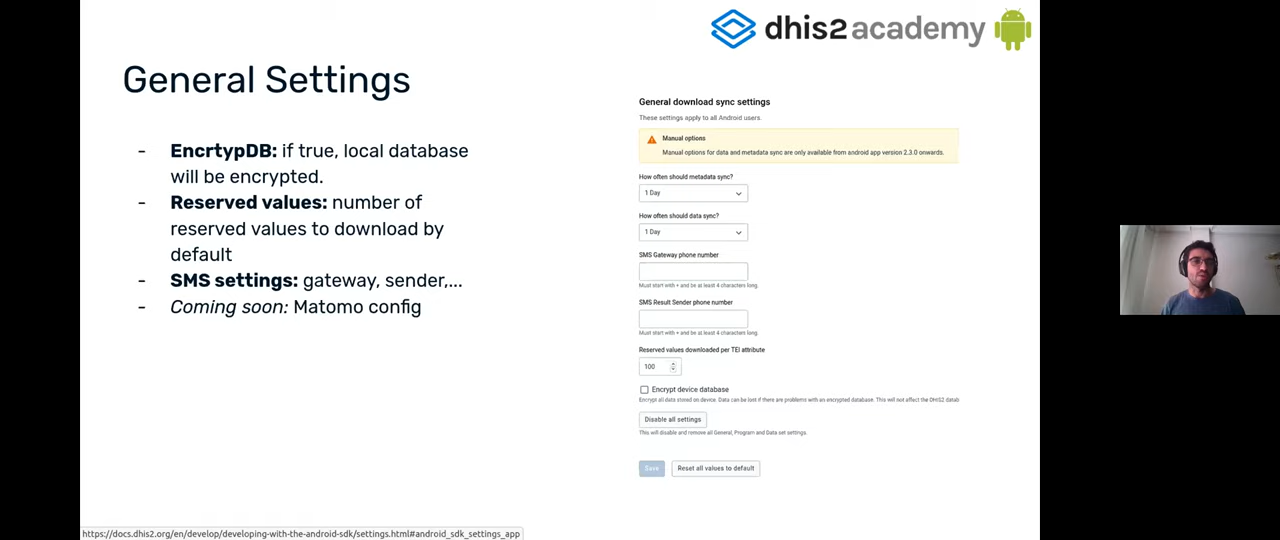 dhis2 academy
General Settings
- EncrtypDB: if true, local database
will be encrypted.
- Reserved values: number of
reserved values to download by
default
- SMS settings: gateway, sender,...
- Coming soon: Matomo config
General download sync settings
These settings apply to all Android users.
Manual options
Manual options for data and metadata sync are only available from android app version 2.3.0 onwards.
How often should metadata sync?
1 Day
How often should data sync?
1 Day
SMS Gateway phone number
Must start with + and be at least 4 characters long.
SMS Result Sender phone number
Must start with + and be at least 4 characters long.
Reserved values downloaded per TEI attribute
100
Encrypt device database
Encrypt all data stored on device. Data can be lost if there are problems with an encrypted database. This will not affect the DHIS2 datab
Disable all settings
This will disable and remove all General, Program and Data set settings.
Save Reset all values to default
https://docs.dhis2.org/en/develop/developing-with-the-android-sdk/settings.html#android_sdk_settings_app